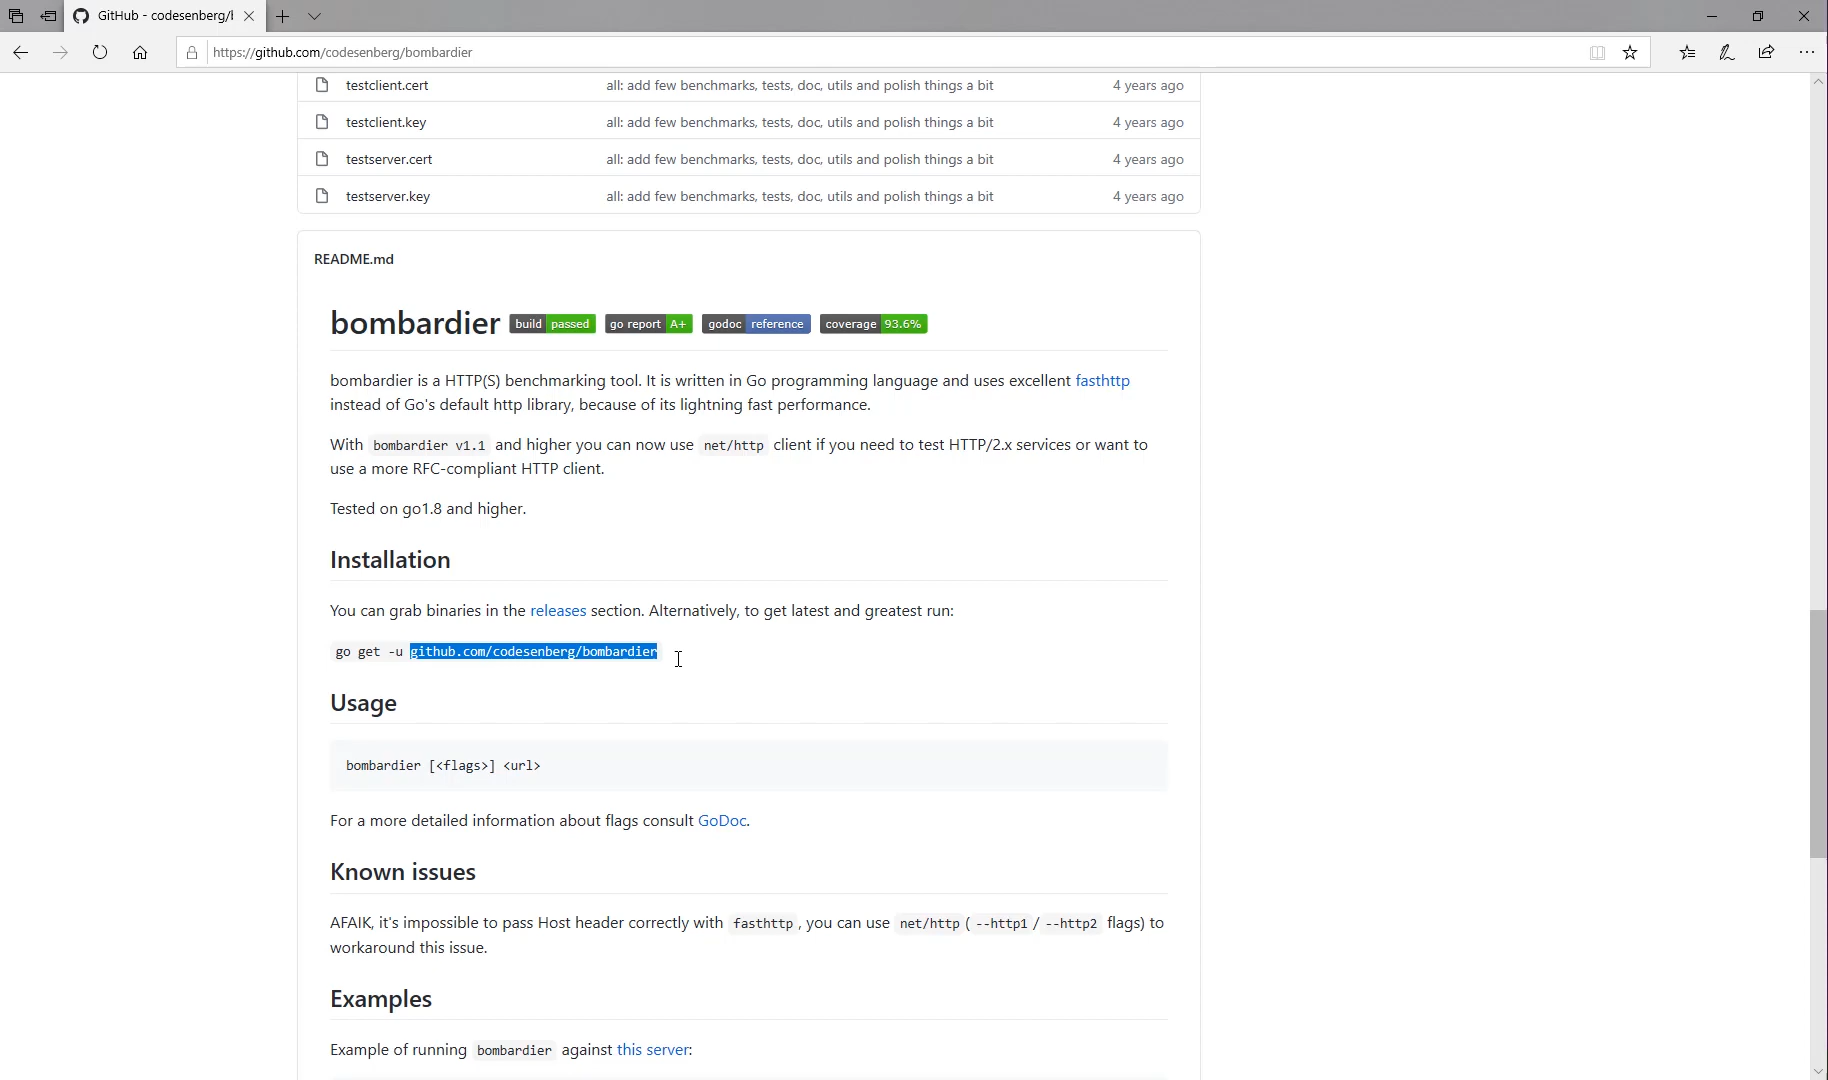 GitHub - codesenberg/b
https://github.com/codesenberg/bombardier
testclient.cert all: add few benchmarks, tests, doc, utils and polish things a bit 4 years ago
testclient.key all: add few benchmarks, tests, doc, utils and polish things a bit 4 years ago
testserver.cert all: add few benchmarks, tests, doc, utils and polish things a bit 4 years ago
testserver.key all: add few benchmarks, tests, doc, utils and polish things a bit 4 years ago
README.md
bombardier build passed go report A+ godoc reference coverage 93.6%
bombardier is a HTTP(S) benchmarking tool. It is written in Go programming language and uses excellent fasthttp
instead of Go's default http library, because of its lightning fast performance.
With bombardier v1.1 and higher you can now use net/http client if you need to test HTTP/2.x services or want to
use a more RFC-compliant HTTP client.
Tested on go1.8 and higher.
Installation
You can grab binaries in the releases section. Alternatively, to get latest and greatest run:
go get -u github.com/codesenberg/bombardier
Usage
bombardier [<flags>] <url>
For a more detailed information about flags consult GoDoc.
Known issues
AFAIK, it's impossible to pass Host header correctly with fasthttp, you can use net/http ( --http1 / --http2 flags) to
workaround this issue.
Examples
Example of running bombardier against this server: